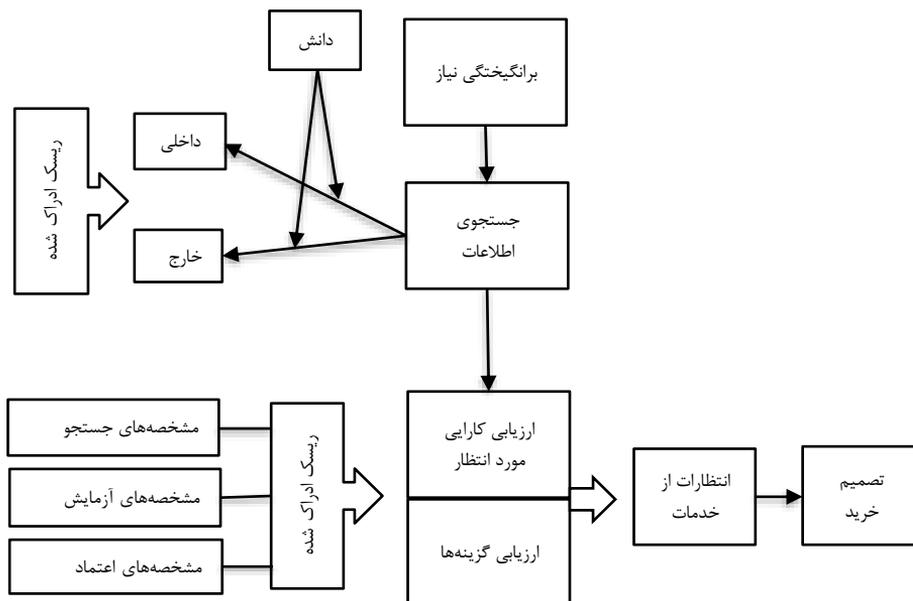 دانش
برانگیختگی نیاز
داخلی
ریسک ادراک شده
جستجوی
اطلاعات
خارج
ارزیابی کارایی
مورد انتظار
مشخصه‌های جستجو
ریسک ادراک شده
مشخصه‌های آزمایش
انتظارات از
خدمات
تصمیم
خرید
ارزیابی گزینه‌ها
مشخصه‌های اعتماد